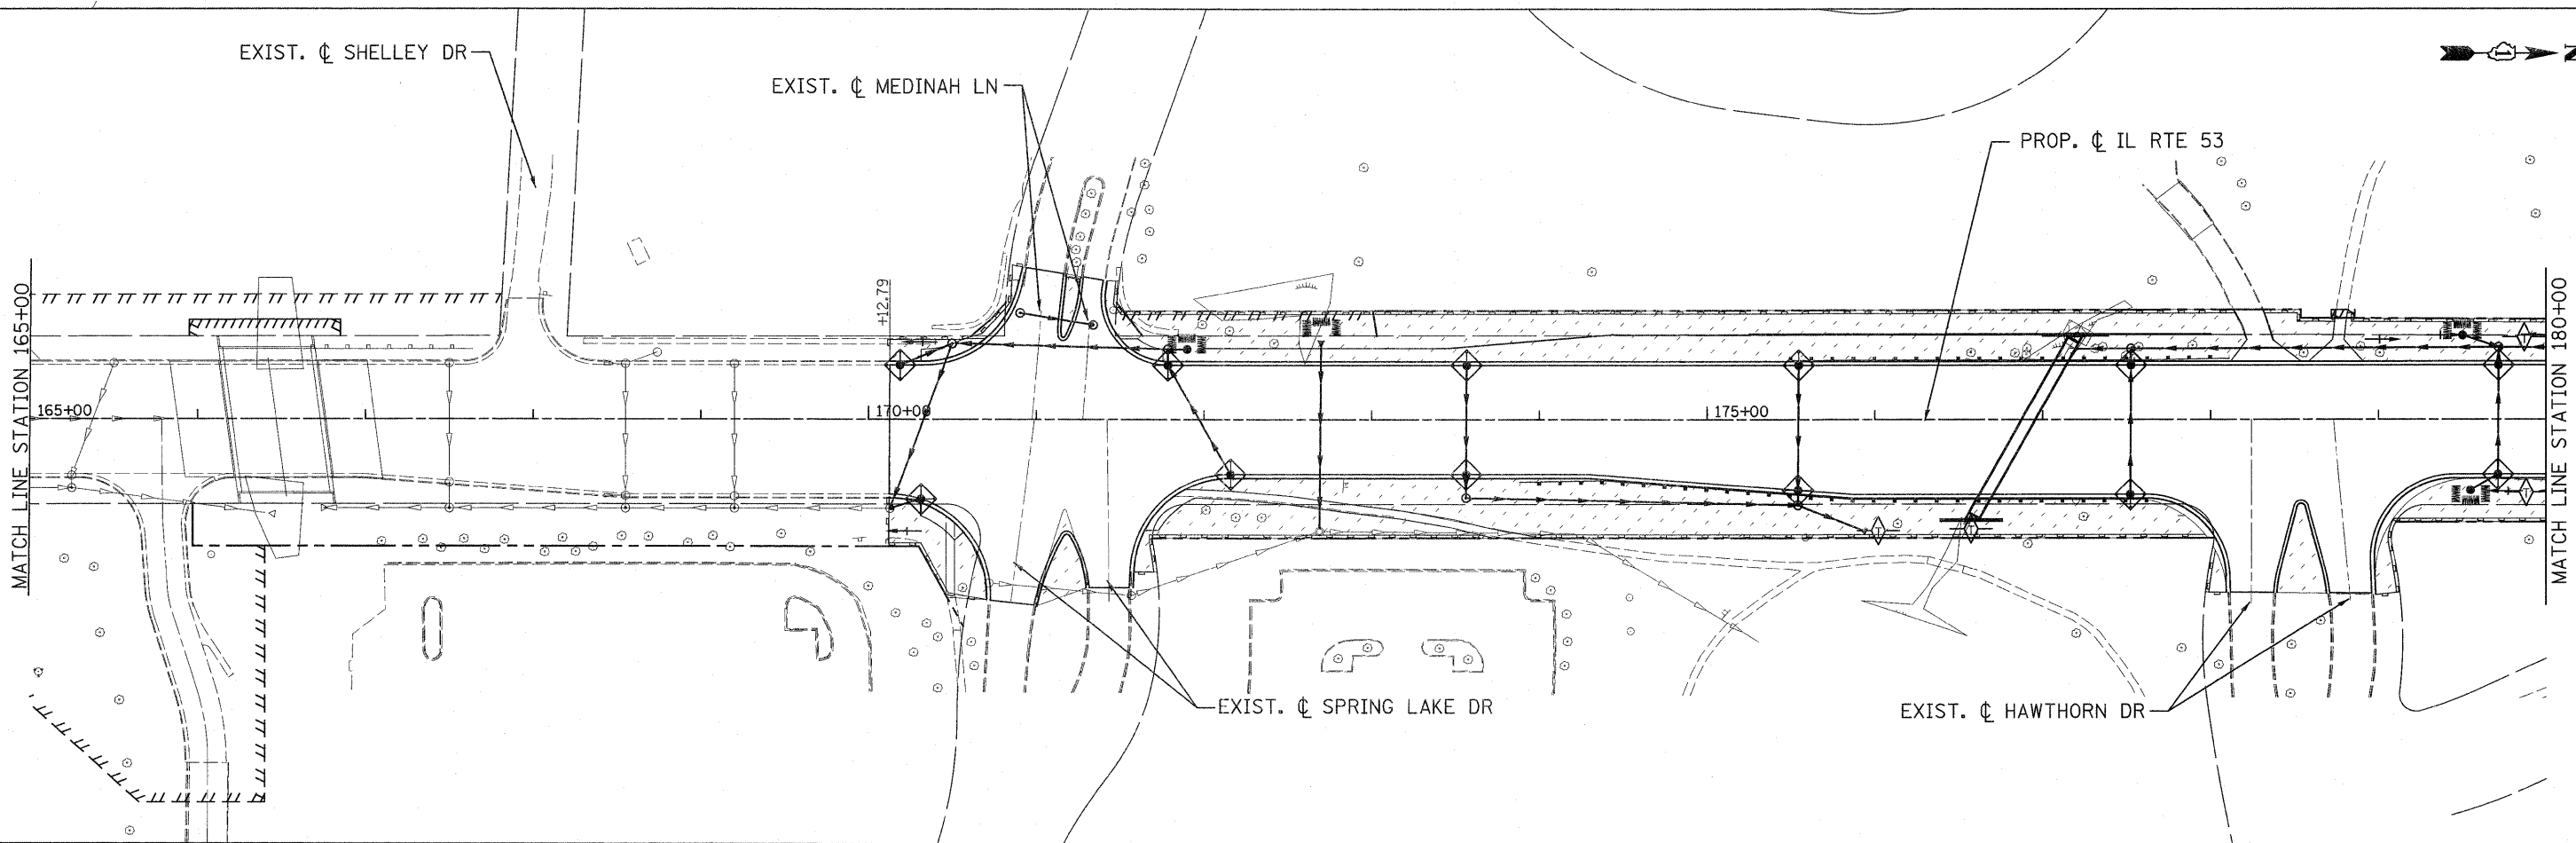 EXIST. ℄ SHELLEY DR
EXIST. ℄ MEDINAH LN
PROP. ℄ IL RTE 53
N
MATCH LINE STATION 165+00
+12.79
165+00
170+00
175+00
MATCH LINE STATION 180+00
T
T
T
T
EXIST. ℄ SPRING LAKE DR
EXIST. ℄ HAWTHORN DR